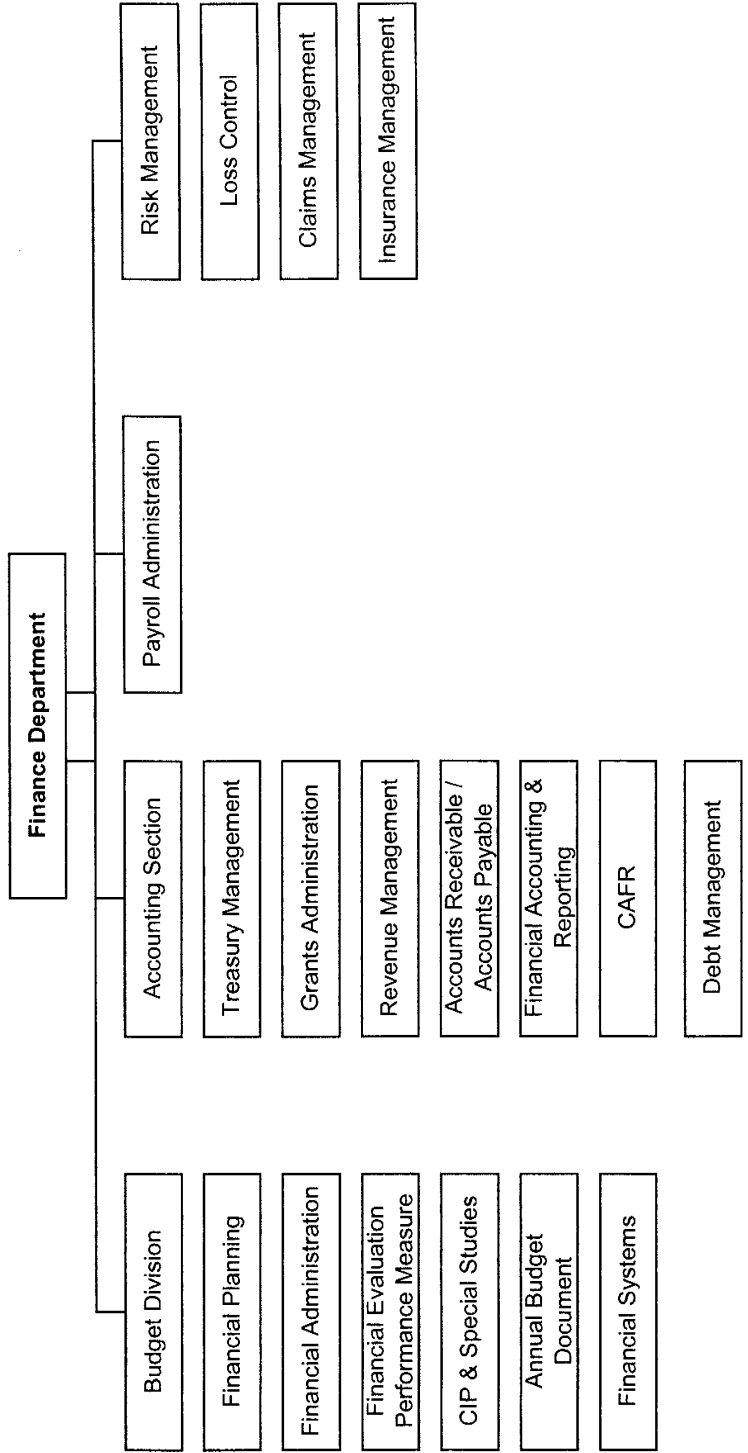 Finance Department
Budget Division
Financial Planning
Financial Administration
Financial Evaluation
Performance Measure
CIP & Special Studies
Annual Budget
Document
Financial Systems
Accounting Section
Treasury Management
Grants Administration
Revenue Management
Accounts Receivable /
Accounts Payable
Financial Accounting &
Reporting
CAFR
Debt Management
Payroll Administration
Risk Management
Loss Control
Claims Management
Insurance Management